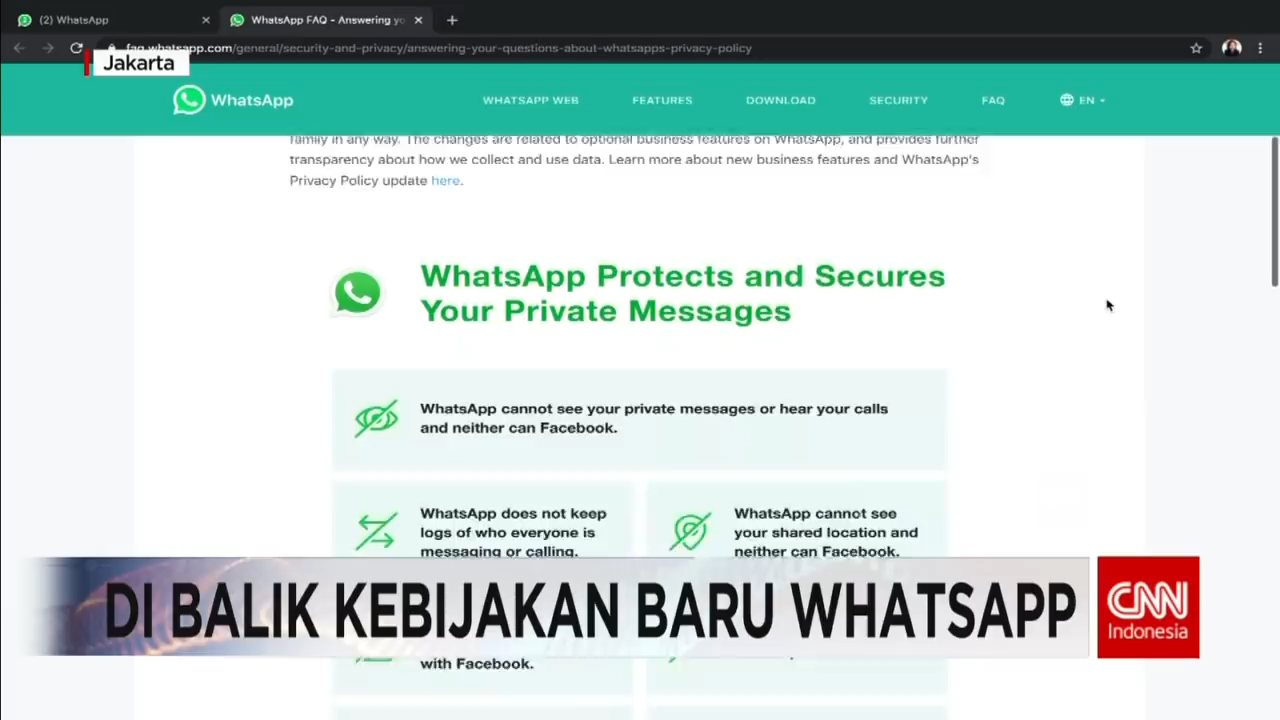 (2) WhatsApp
WhatsApp FAQ - Answering yo
faq.whatsapp.com/general/security-and-privacy/answering-your-questions-about-whatsapps-privacy-policy
Jakarta
WhatsApp
WHATSAPP WEB
FEATURES
DOWNLOAD
SECURITY
FAQ
EN
family in any way. The changes are related to optional business features on WhatsApp, and provides further
transparency about how we collect and use data. Learn more about new business features and WhatsApp's
Privacy Policy update here.
WhatsApp Protects and Secures
Your Private Messages
WhatsApp cannot see your private messages or hear your calls
and neither can Facebook.
WhatsApp does not keep
logs of who everyone is
messaging or calling.
WhatsApp cannot see
your shared location and
neither can Facebook.
DI BALIK KEBIJAKAN BARU WHATSAPP
CNN
Indonesia
with Facebook.